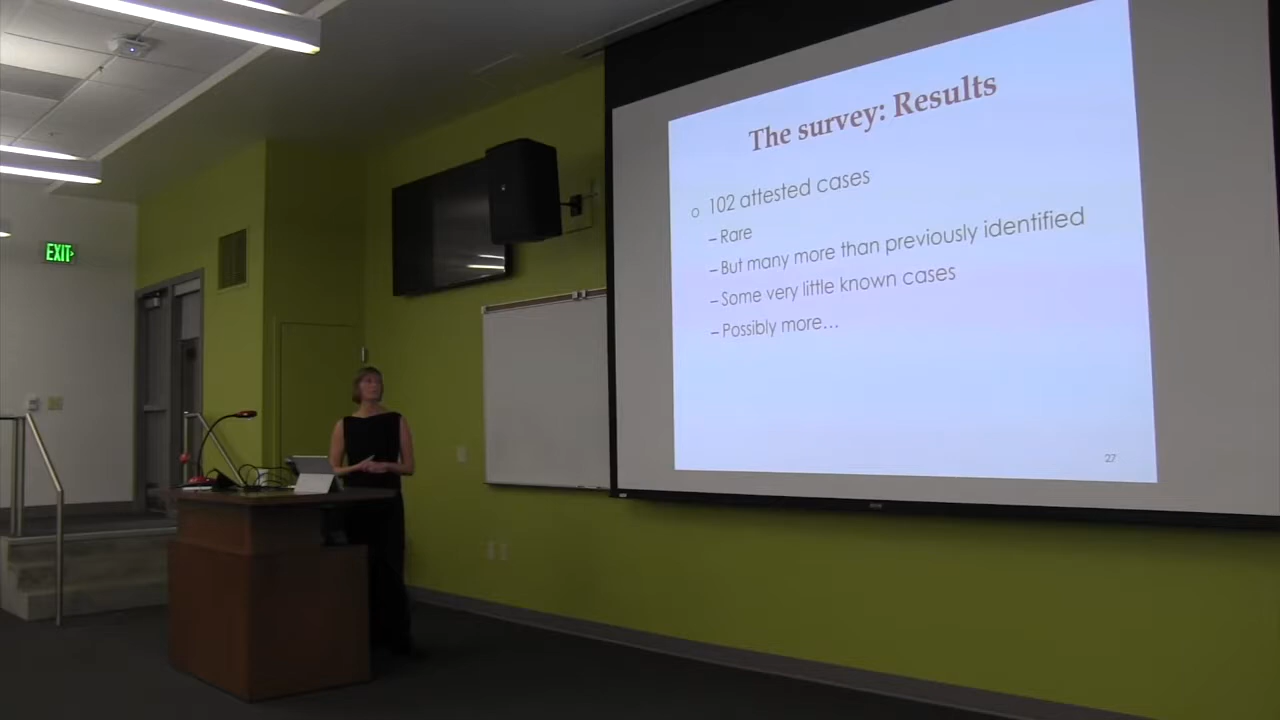 EXIT
The survey: Results
o 102 attested cases
– Rare
– But many more than previously identified
– Some very little known cases
– Possibly more...
27